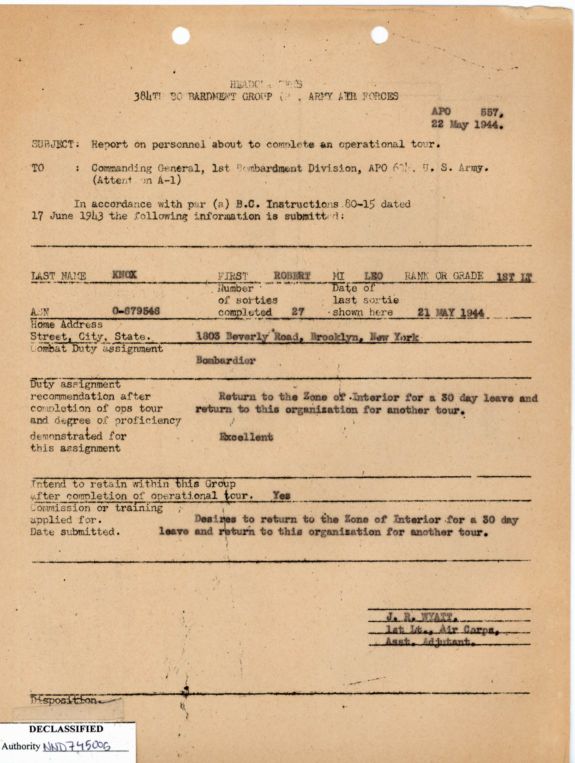 384TH BOMBARDMENT GROUP ARMY AIR FORCES
APO 557,
22 May 1944.
SUBJECT: Report on personnel about to complete an operational tour.
TO : Commanding General, 1st Bombardment Division, APO U. S. Army.
(Attention A-1)
In accordance with par (a) B.C. Instructions 80-15 dated
17 June 1943 the following information is submitted:
LAST NAME KNOX FIRST ROBERT MI LEO RANK OR GRADE 1ST LT
Number Date of
of sorties last sortie
ASN O-679546 completed 27 shown here 21 MAY 1944
Home Address
Street, City, State. 1803 Beverly Road, Brooklyn, New York
Combat Duty assignment
Bombardier
Duty assignment
recommendation after Return to the Zone of Interior for a 30 day leave and
completion of ops tour return to this organization for another tour.
and degree of proficiency
demonstrated for Excellent
this assignment
Intend to retain within this Group
after completion of operational tour. Yes
Commission or training
applied for. Desires to return to the Zone of Interior for a 30 day
Date submitted. leave and return to this organization for another tour.
J. R. WYATT,
1st Lt., Air Corps,
Asst. Adjutant.
Disposition.
DECLASSIFIED
Authority NND 745006